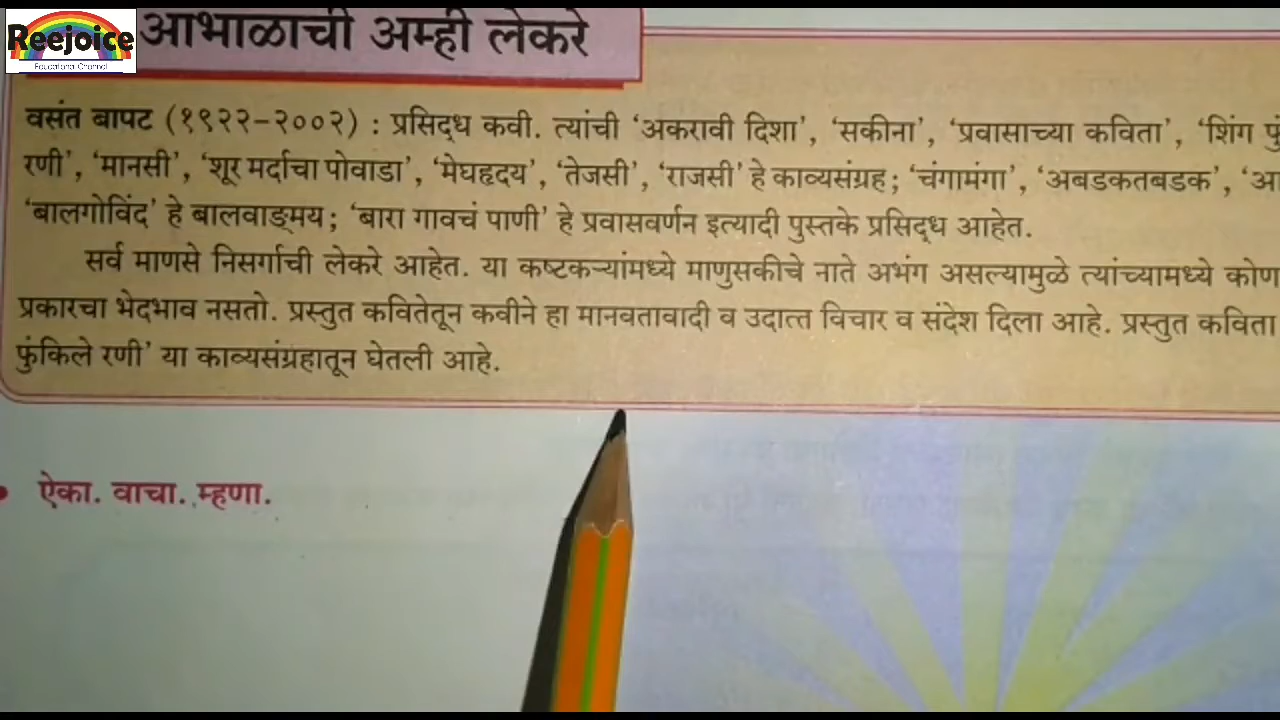 Reejoice
Educational Channel
आभाळाची अम्ही लेकरे
वसंत बापट (१९२२-२००२) : प्रसिद्ध कवी. त्यांची ‘अकरावी दिशा’, ‘सकीना’, ‘प्रवासाच्या कविता’, ‘शिंग
रणी’, ‘मानसी’, ‘शूर मर्दाचा पोवाडा’, ‘मेघहृदय’, ‘तेजसी’, ‘राजसी’ हे काव्यसंग्रह; ‘चंगामंगा’, ‘अबडकतबडक’,
‘बालगोविंद’ हे बालवाङ्मय; ‘बारा गावचं पाणी’ हे प्रवासवर्णन इत्यादी पुस्तके प्रसिद्ध आहेत.
सर्व माणसे निसर्गाची लेकरे आहेत. या कष्टकऱ्यांमध्ये माणुसकीचे नाते अभंग असल्यामुळे त्यांच्यामध्ये
प्रकारचा भेदभाव नसतो. प्रस्तुत कवितेतून कवीने हा मानवतावादी व उदात्त विचार व संदेश दिला आहे. प्रस्तुत कविता
फुंकिले रणी’ या काव्यसंग्रहातून घेतली आहे.
• ऐका. वाचा. म्हणा.